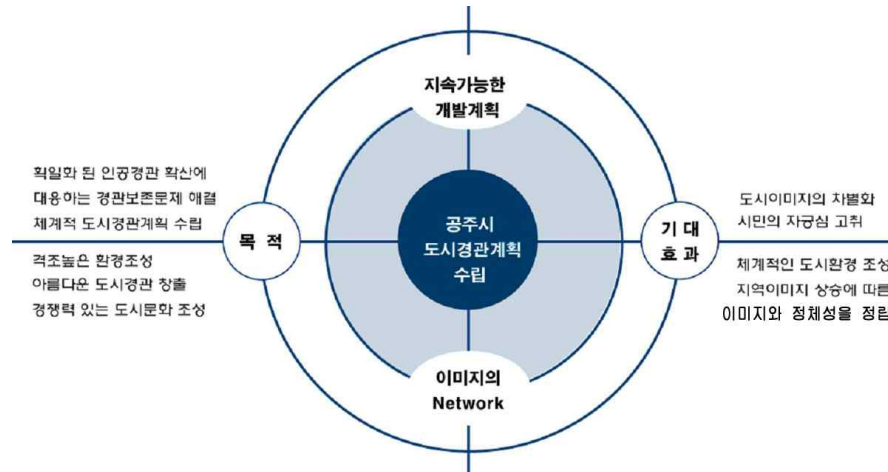 지속가능한
개발계획
획일화 된 인공경관 확산에
대응하는 경관보존문제 해결
체계적 도시경관계획 수립
목 적
격조높은 환경조성
아름다운 도시경관 창출
경쟁력 있는 도시문화 조성
공주시
도시경관계획
수립
기 대
효 과
도시이미지의 차별화
시민의 자긍심 고취
체계적인 도시환경 조성
지역이미지 상승에 따른
이미지와 정체성을 정립
이미지의
Network